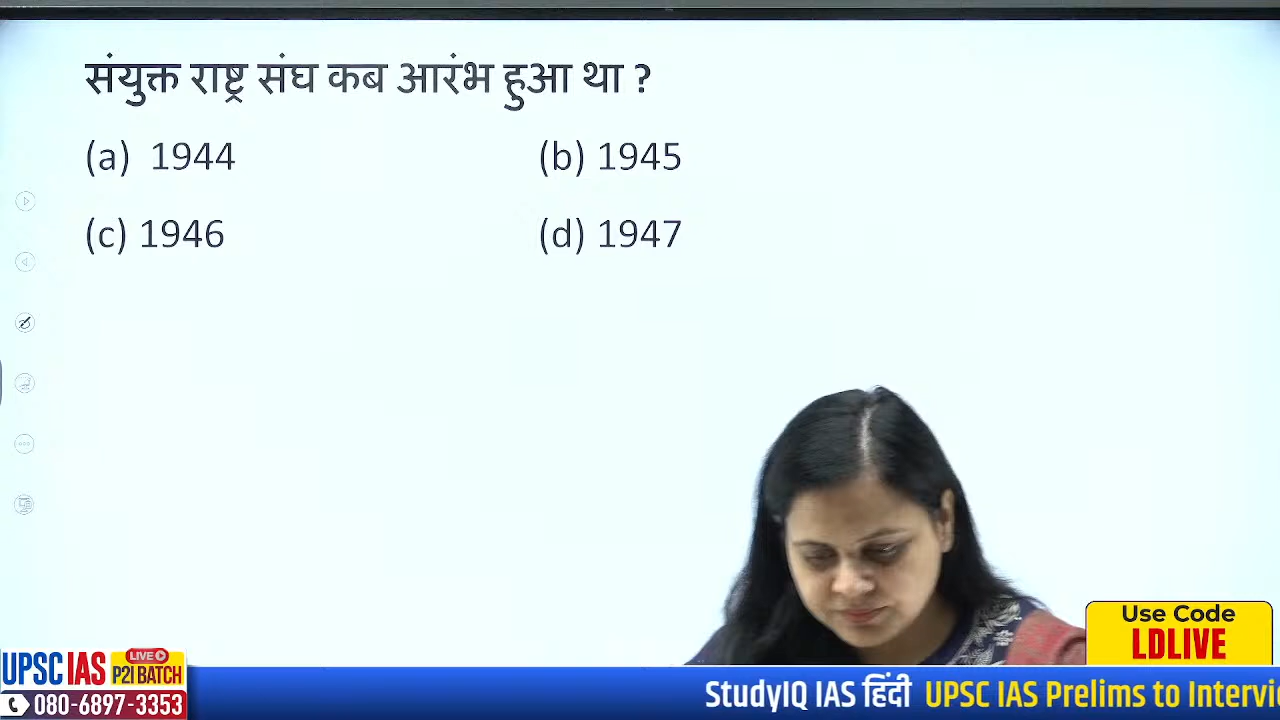 संयुक्त राष्ट्र संघ कब आरंभ हुआ था ?
(a) 1944 (b) 1945
(c) 1946 (d) 1947
Use Code
LDLIVE
LIVE
UPSC IAS P2I BATCH
080-6897-3353
StudyIQ IAS हिंदी UPSC IAS Prelims to Intervi